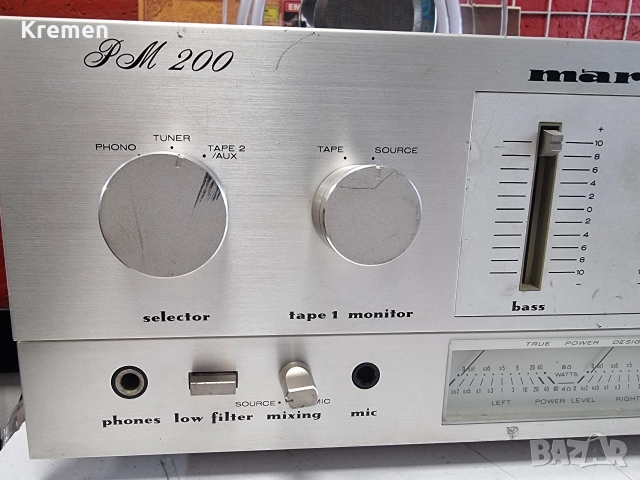 Kremen
PM 200
mar
PHONO
TUNER
TAPE 2
/AUX
TAPE
SOURCE
+
10
8
6
4
2
0
2
4
6
8
10
-
selector
tape 1 monitor
bass
TRUE POWER DESIG
8Ω
WATTS
4Ω
LEFT
POWER LEVEL
RIGHT
SOURCE
MIC
phones
low filter
mixing
mic
BAZAR